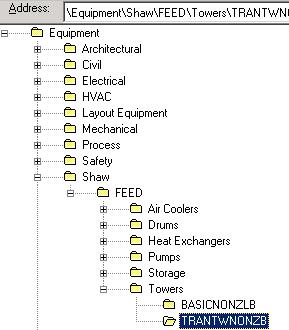 Address: \Equipment\Shaw\FEED\Towers\TRANTWNO
Equipment
Architectural
Civil
Electrical
HVAC
Layout Equipment
Mechanical
Process
Safety
Shaw
FEED
Air Coolers
Drums
Heat Exchangers
Pumps
Storage
Towers
BASICNONZLB
TRANTWNONZB